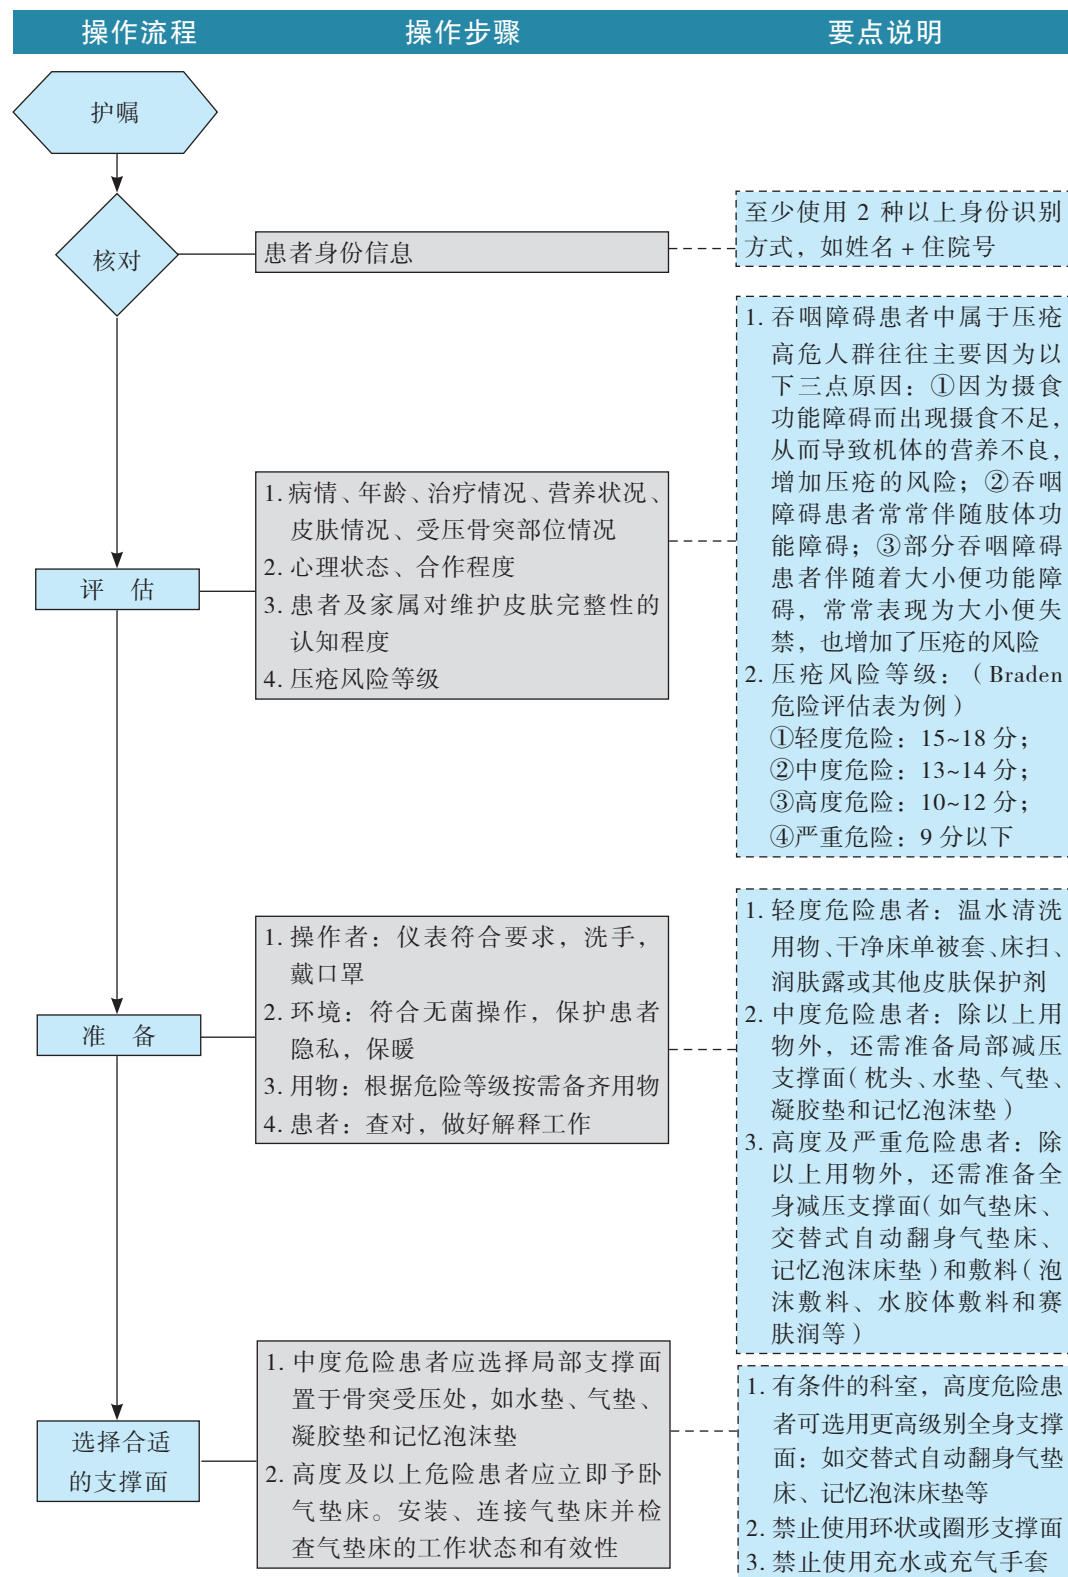 操作流程 操作步骤 要点说明
护嘱
核对
患者身份信息
至少使用 2 种以上身份识别
方式，如姓名 + 住院号
评 估
1. 病情、年龄、治疗情况、营养状况、
皮肤情况、受压骨突部位情况
2. 心理状态、合作程度
3. 患者及家属对维护皮肤完整性的
认知程度
4. 压疮风险等级
1. 吞咽障碍患者中属于压疮
高危人群往往主要因为以
下三点原因：①因为摄食
功能障碍而出现摄食不足，
从而导致机体的营养不良，
增加压疮的风险；②吞咽
障碍患者常常伴随肢体功
能障碍；③部分吞咽障碍
患者伴随着大小便功能障
碍，常常表现为大小便失
禁，也增加了压疮的风险
2. 压疮风险等级：（Braden
危险评估表为例）
①轻度危险：15~18 分；
②中度危险：13~14 分；
③高度危险：10~12 分；
④严重危险：9 分以下
准 备
1. 操作者：仪表符合要求，洗手，
戴口罩
2. 环境：符合无菌操作，保护患者
隐私，保暖
3. 用物：根据危险等级按需备齐用物
4. 患者：查对，做好解释工作
1. 轻度危险患者：温水清洗
用物、干净床单被套、床扫、
润肤露或其他皮肤保护剂
2. 中度危险患者：除以上用
物外，还需准备局部减压
支撑面（枕头、水垫、气垫、
凝胶垫和记忆泡沫垫）
3. 高度及严重危险患者：除
以上用物外，还需准备全
身减压支撑面（如气垫床、
交替式自动翻身气垫床、
记忆泡沫床垫）和敷料（泡
沫敷料、水胶体敷料和赛
肤润等）
选择合适
的支撑面
1. 中度危险患者应选择局部支撑面
置于骨突受压处，如水垫、气垫、
凝胶垫和记忆泡沫垫
2. 高度及以上危险患者应立即予卧
气垫床。安装、连接气垫床并检
查气垫床的工作状态和有效性
1. 有条件的科室，高度危险患
者可选用更高级别全身支撑
面：如交替式自动翻身气垫
床、记忆泡沫床垫等
2. 禁止使用环状或圈形支撑面
3. 禁止使用充水或充气手套